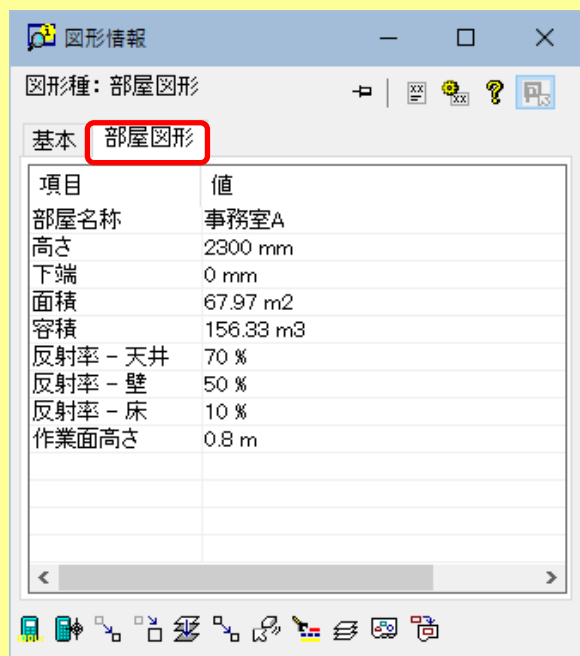 図形情報
図形種：部屋図形
基本 部屋図形
項目 値
部屋名称 事務室A
高さ 2300 mm
下端 0 mm
面積 67.97 m2
容積 156.33 m3
反射率 - 天井 70 %
反射率 - 壁 50 %
反射率 - 床 10 %
作業面高さ 0.8 m